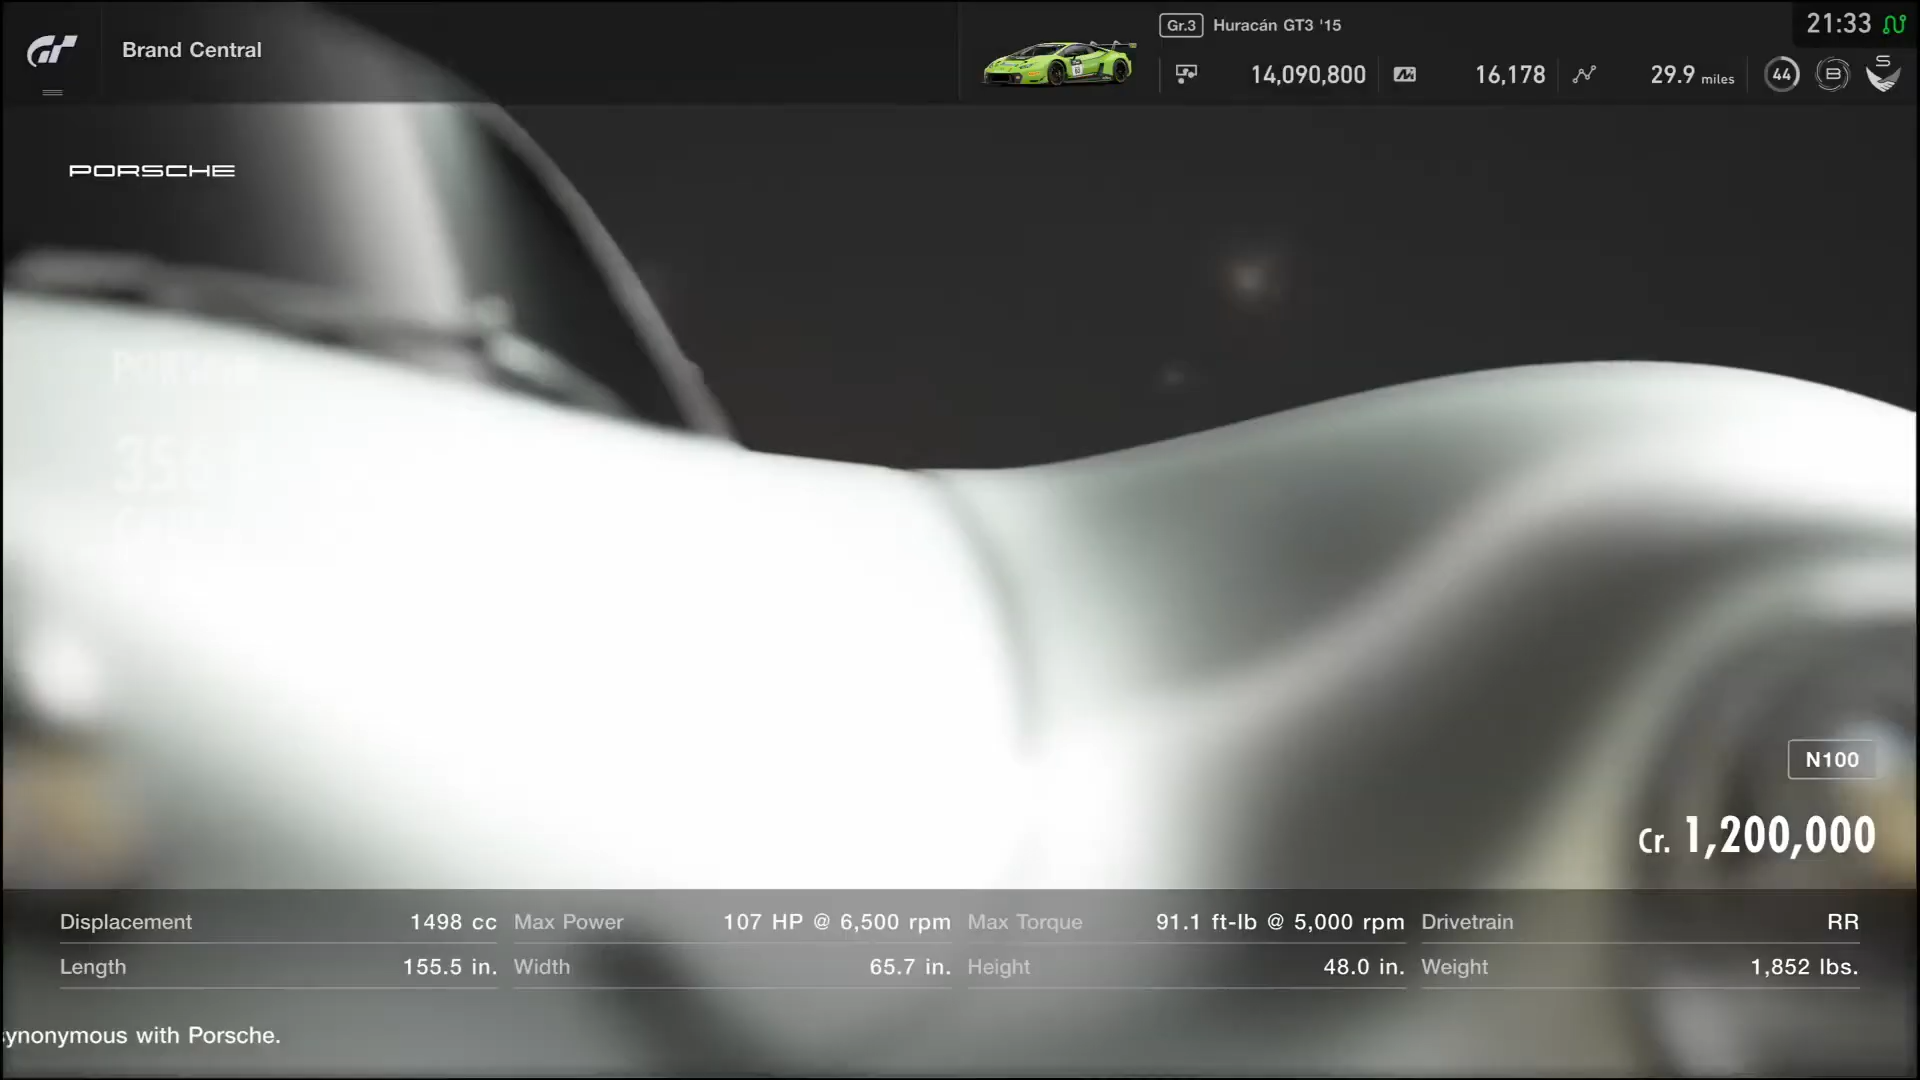 Brand Central
Gr.3 Huracán GT3 '15
14,090,800
16,178
29.9 miles
21:33
44
B
S
PORSCHE
356
N100
Cr. 1,200,000
Displacement 1498 cc
Max Power 107 HP @ 6,500 rpm
Max Torque 91.1 ft-lb @ 5,000 rpm
Drivetrain RR
Length 155.5 in.
Width 65.7 in.
Height 48.0 in.
Weight 1,852 lbs.
synonymous with Porsche.